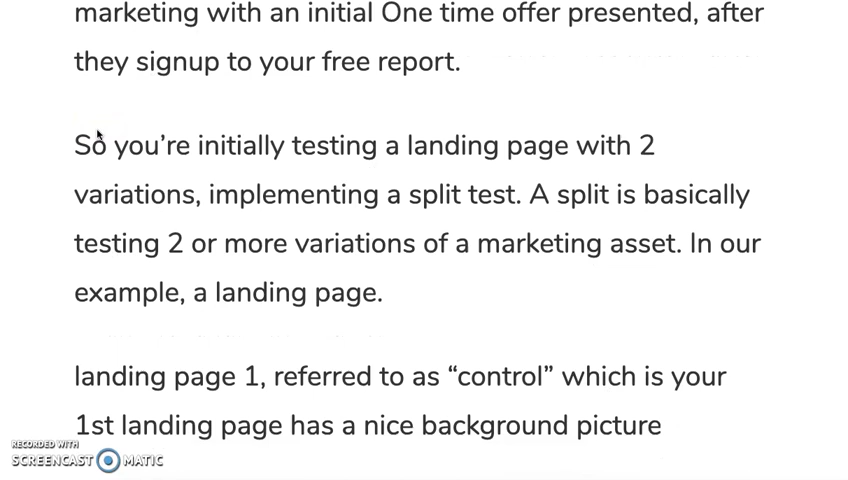 marketing with an initial One time offer presented, after
they signup to your free report.
So you’re initially testing a landing page with 2
variations, implementing a split test. A split is basically
testing 2 or more variations of a marketing asset. In our
example, a landing page.
landing page 1, referred to as “control” which is your
1st landing page has a nice background picture
RECORDED WITH
SCREENCAST MATIC